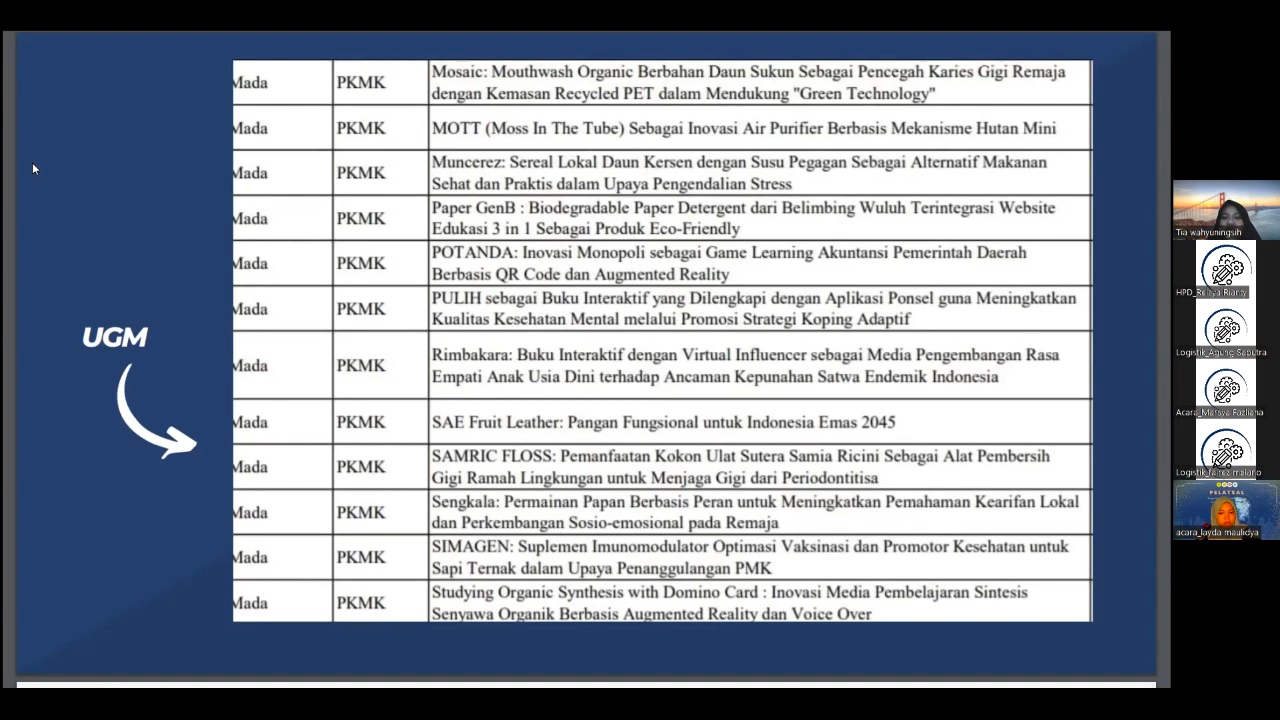 Mada PKMK Mosaic: Mouthwash Organic Berbahan Daun Sukun Sebagai Pencegah Karies Gigi Remaja
dengan Kemasan Recycled PET dalam Mendukung "Green Technology"
Mada PKMK MOTT (Moss In The Tube) Sebagai Inovasi Air Purifier Berbasis Mekanisme Hutan Mini
Mada PKMK Muncerez: Sereal Lokal Daun Kersen dengan Susu Pegagan Sebagai Alternatif Makanan
Sehat dan Praktis dalam Upaya Pengendalian Stress
Mada PKMK Paper GenB : Biodegradable Paper Detergent dari Belimbing Wuluh Terintegrasi Website
Edukasi 3 in 1 Sebagai Produk Eco-Friendly
Mada PKMK POTANDA: Inovasi Monopoli sebagai Game Learning Akuntansi Pemerintah Daerah
Berbasis QR Code dan Augmented Reality
Mada PKMK PULIH sebagai Buku Interaktif yang Dilengkapi dengan Aplikasi Ponsel guna Meningkatkan
Kualitas Kesehatan Mental melalui Promosi Strategi Koping Adaptif
UGM
Mada PKMK Rimbakara: Buku Interaktif dengan Virtual Influencer sebagai Media Pengembangan Rasa
Empati Anak Usia Dini terhadap Ancaman Kepunahan Satwa Endemik Indonesia
Mada PKMK SAE Fruit Leather: Pangan Fungsional untuk Indonesia Emas 2045
Mada PKMK SAMRIC FLOSS: Pemanfaatan Kokon Ulat Sutera Samia Ricini Sebagai Alat Pembersih
Gigi Ramah Lingkungan untuk Menjaga Gigi dari Periodontitisa
Mada PKMK Sengkala: Permainan Papan Berbasis Peran untuk Meningkatkan Pemahaman Kearifan Lokal
dan Perkembangan Sosio-emosional pada Remaja
Mada PKMK SIMAGEN: Suplemen Imunomodulator Optimasi Vaksinasi dan Promotor Kesehatan untuk
Sapi Ternak dalam Upaya Penanggulangan PMK
Mada PKMK Studying Organic Synthesis with Domino Card : Inovasi Media Pembelajaran Sintesis
Senyawa Organik Berbasis Augmented Reality dan Voice Over
Tia wahyuningsih
Logistik_Agung Saputra
Acara_Marsya Fazliana
PELATSAL
acara_layda maulidya